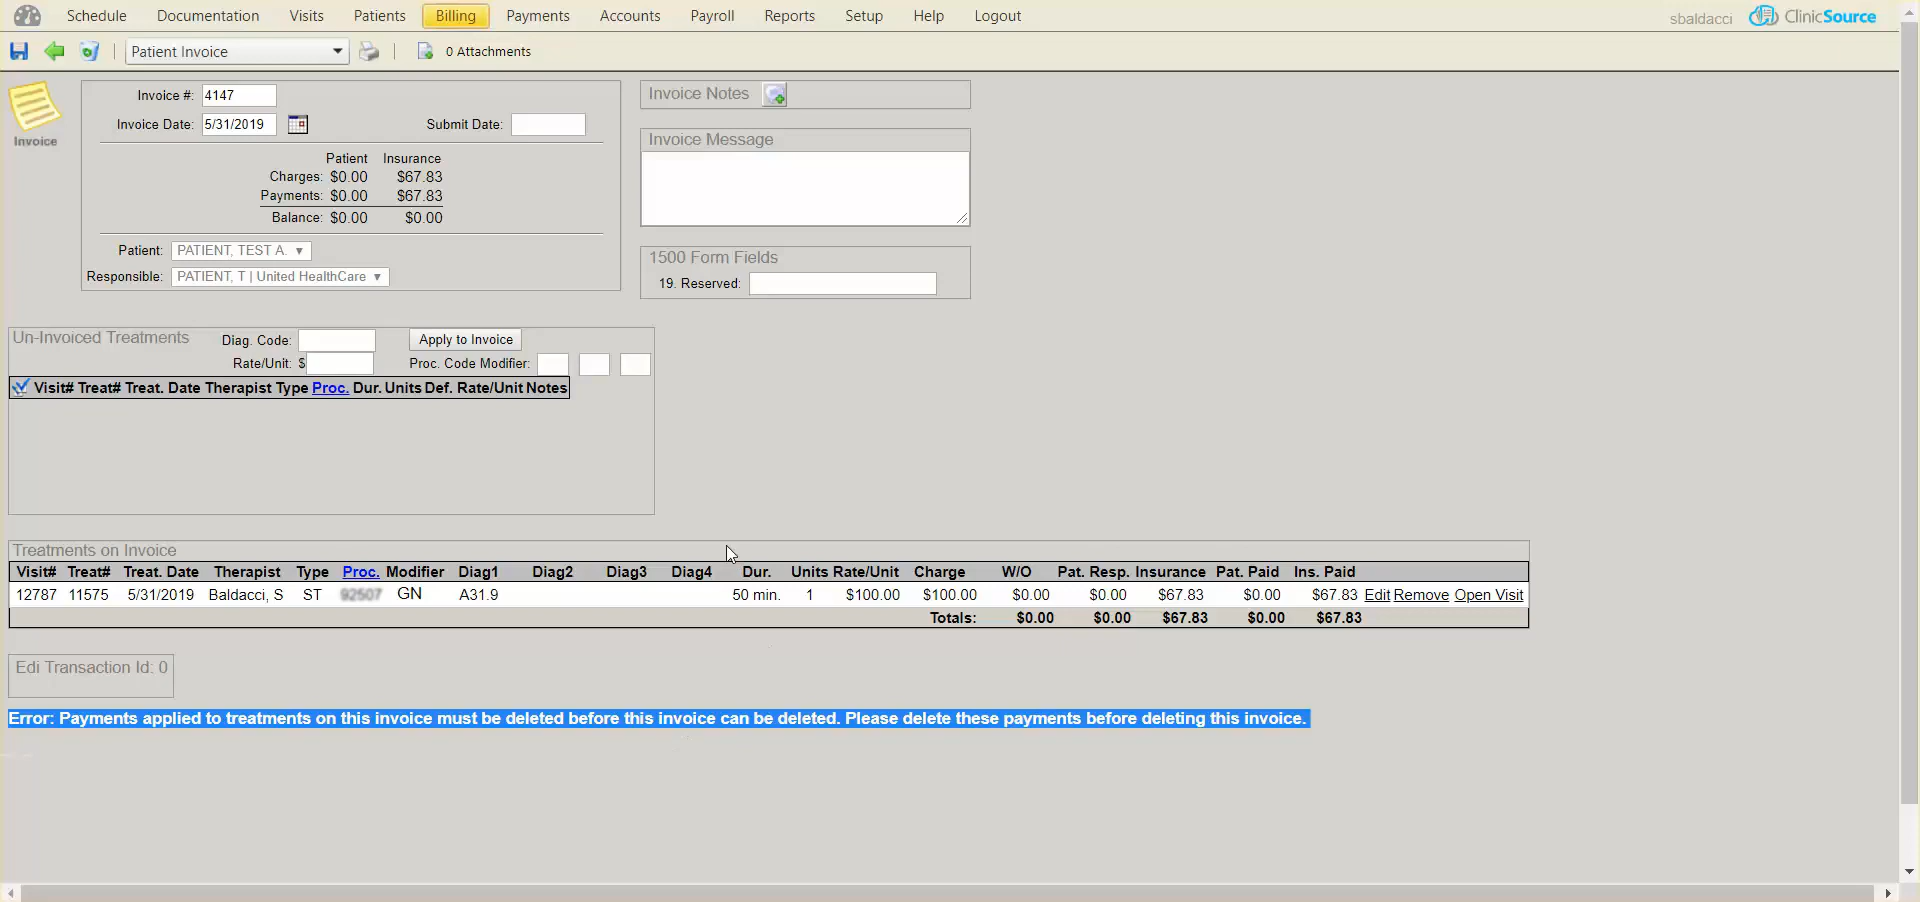 Schedule Documentation Visits Patients Billing Payments Accounts Payroll Reports Setup Help Logout sbaldacci ClinicSource
Patient Invoice 0 Attachments
Invoice
Invoice #: 4147
Invoice Date: 5/31/2019 Submit Date:
Patient Insurance
Charges: $0.00 $67.83
Payments: $0.00 $67.83
Balance: $0.00 $0.00
Patient: PATIENT, TEST A.
Responsible: PATIENT, T | United HealthCare
Invoice Notes
Invoice Message
1500 Form Fields
19. Reserved:
Un-Invoiced Treatments Diag. Code: Apply to Invoice
Rate/Unit: $ Proc. Code Modifier:
Visit# Treat# Treat. Date Therapist Type Proc. Dur. Units Def. Rate/Unit Notes
Treatments on Invoice
Visit# Treat# Treat. Date Therapist Type Proc. Modifier Diag1 Diag2 Diag3 Diag4 Dur. Units Rate/Unit Charge W/O Pat. Resp. Insurance Pat. Paid Ins. Paid
12787 11575 5/31/2019 Baldacci, S ST 92507 GN A31.9 50 min. 1 $100.00 $100.00 $0.00 $0.00 $67.83 $0.00 $67.83 Edit Remove Open Visit
Totals: $0.00 $0.00 $67.83 $0.00 $67.83
Edi Transaction Id: 0
Error: Payments applied to treatments on this invoice must be deleted before this invoice can be deleted. Please delete these payments before deleting this invoice.